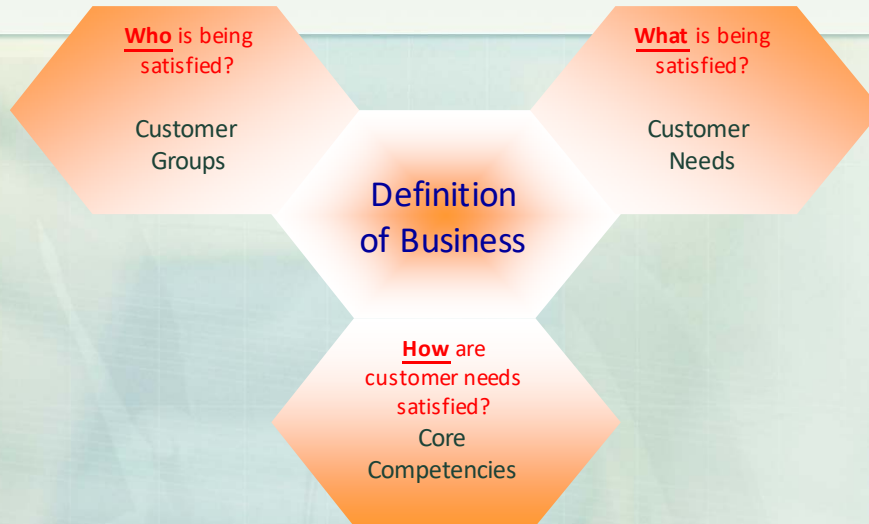 Who is being
satisfied?
Customer
Groups
What is being
satisfied?
Customer
Needs
Definition
of Business
How are
customer needs
satisfied?
Core
Competencies